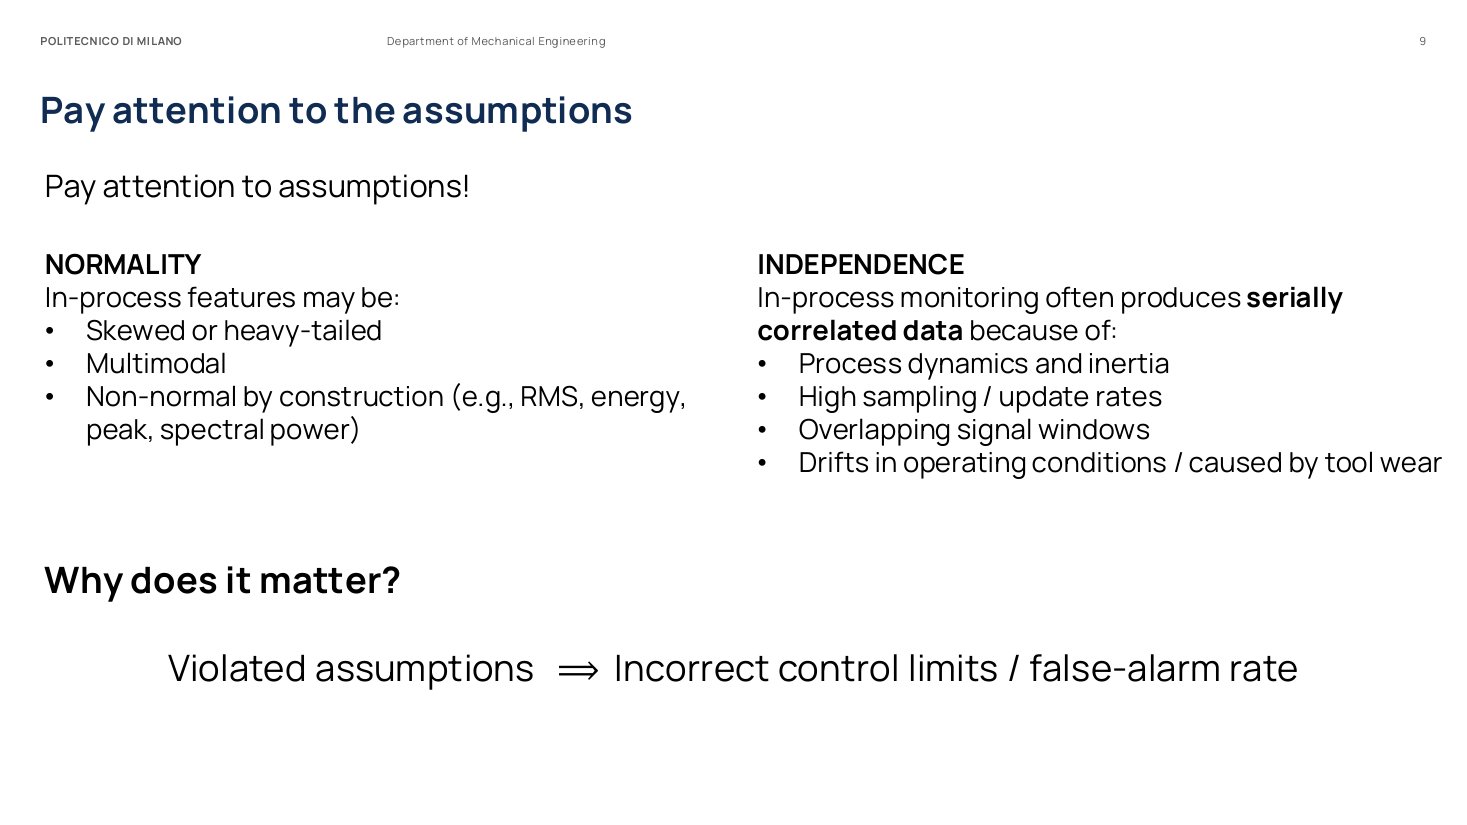 POLITECNICO DI MILANO
Department of Mechanical Engineering
9
Pay attention to the assumptions
Pay attention to assumptions!
NORMALITY
In-process features may be:
• Skewed or heavy-tailed
• Multimodal
• Non-normal by construction (e.g., RMS, energy,
peak, spectral power)
INDEPENDENCE
In-process monitoring often produces serially
correlated data because of:
• Process dynamics and inertia
• High sampling / update rates
• Overlapping signal windows
• Drifts in operating conditions / caused by tool wear
Why does it matter?
Violated assumptions ⟹ Incorrect control limits / false-alarm rate